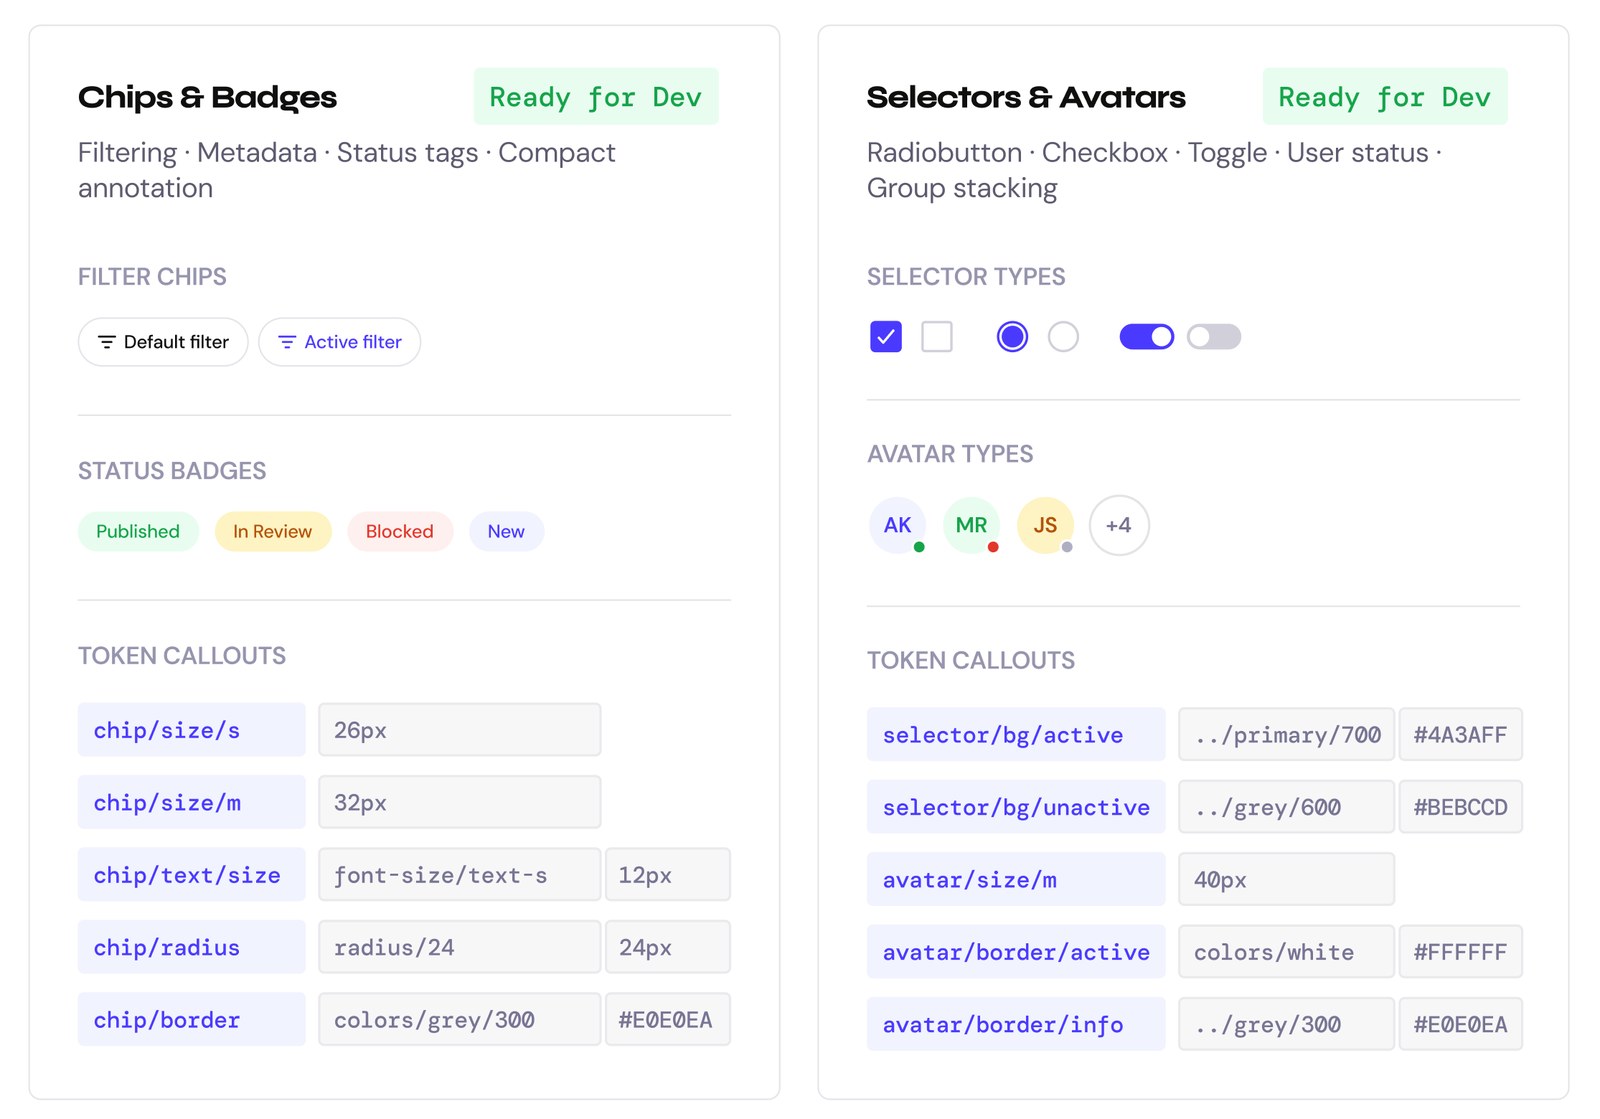 Chips & Badges
Ready for Dev
Filtering · Metadata · Status tags · Compact
annotation
FILTER CHIPS
Default filter
Active filter
STATUS BADGES
Published
In Review
Blocked
New
TOKEN CALLOUTS
chip/size/s 26px
chip/size/m 32px
chip/text/size font-size/text-s 12px
chip/radius radius/24 24px
chip/border colors/grey/300 #E0E0EA
Selectors & Avatars
Ready for Dev
Radiobutton · Checkbox · Toggle · User status ·
Group stacking
SELECTOR TYPES
AVATAR TYPES
AK
MR
JS
+4
TOKEN CALLOUTS
selector/bg/active ../primary/700 #4A3AFF
selector/bg/unactive ../grey/600 #BEBCCD
avatar/size/m 40px
avatar/border/active colors/white #FFFFFF
avatar/border/info ../grey/300 #E0E0EA